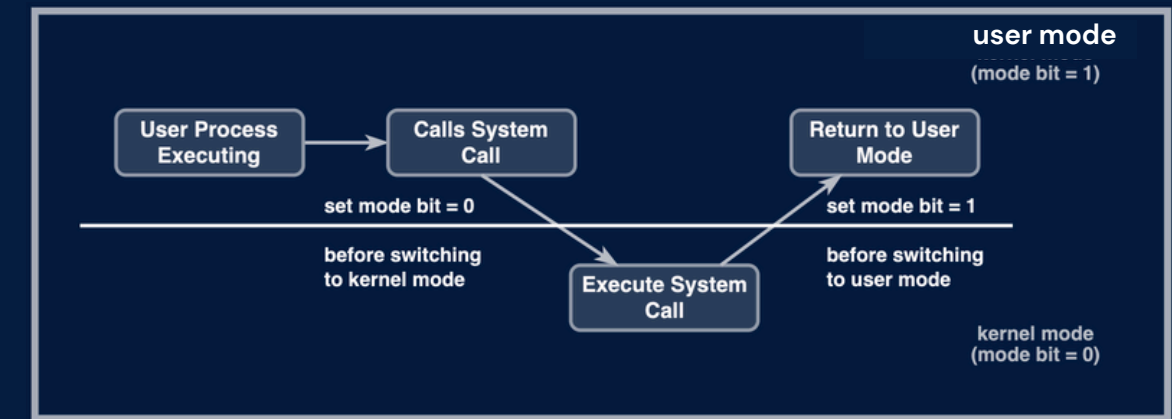 user mode
(mode bit = 1)
User Process
Executing
Calls System
Call
Return to User
Mode
set mode bit = 0
set mode bit = 1
before switching
to kernel mode
before switching
to user mode
Execute System
Call
kernel mode
(mode bit = 0)